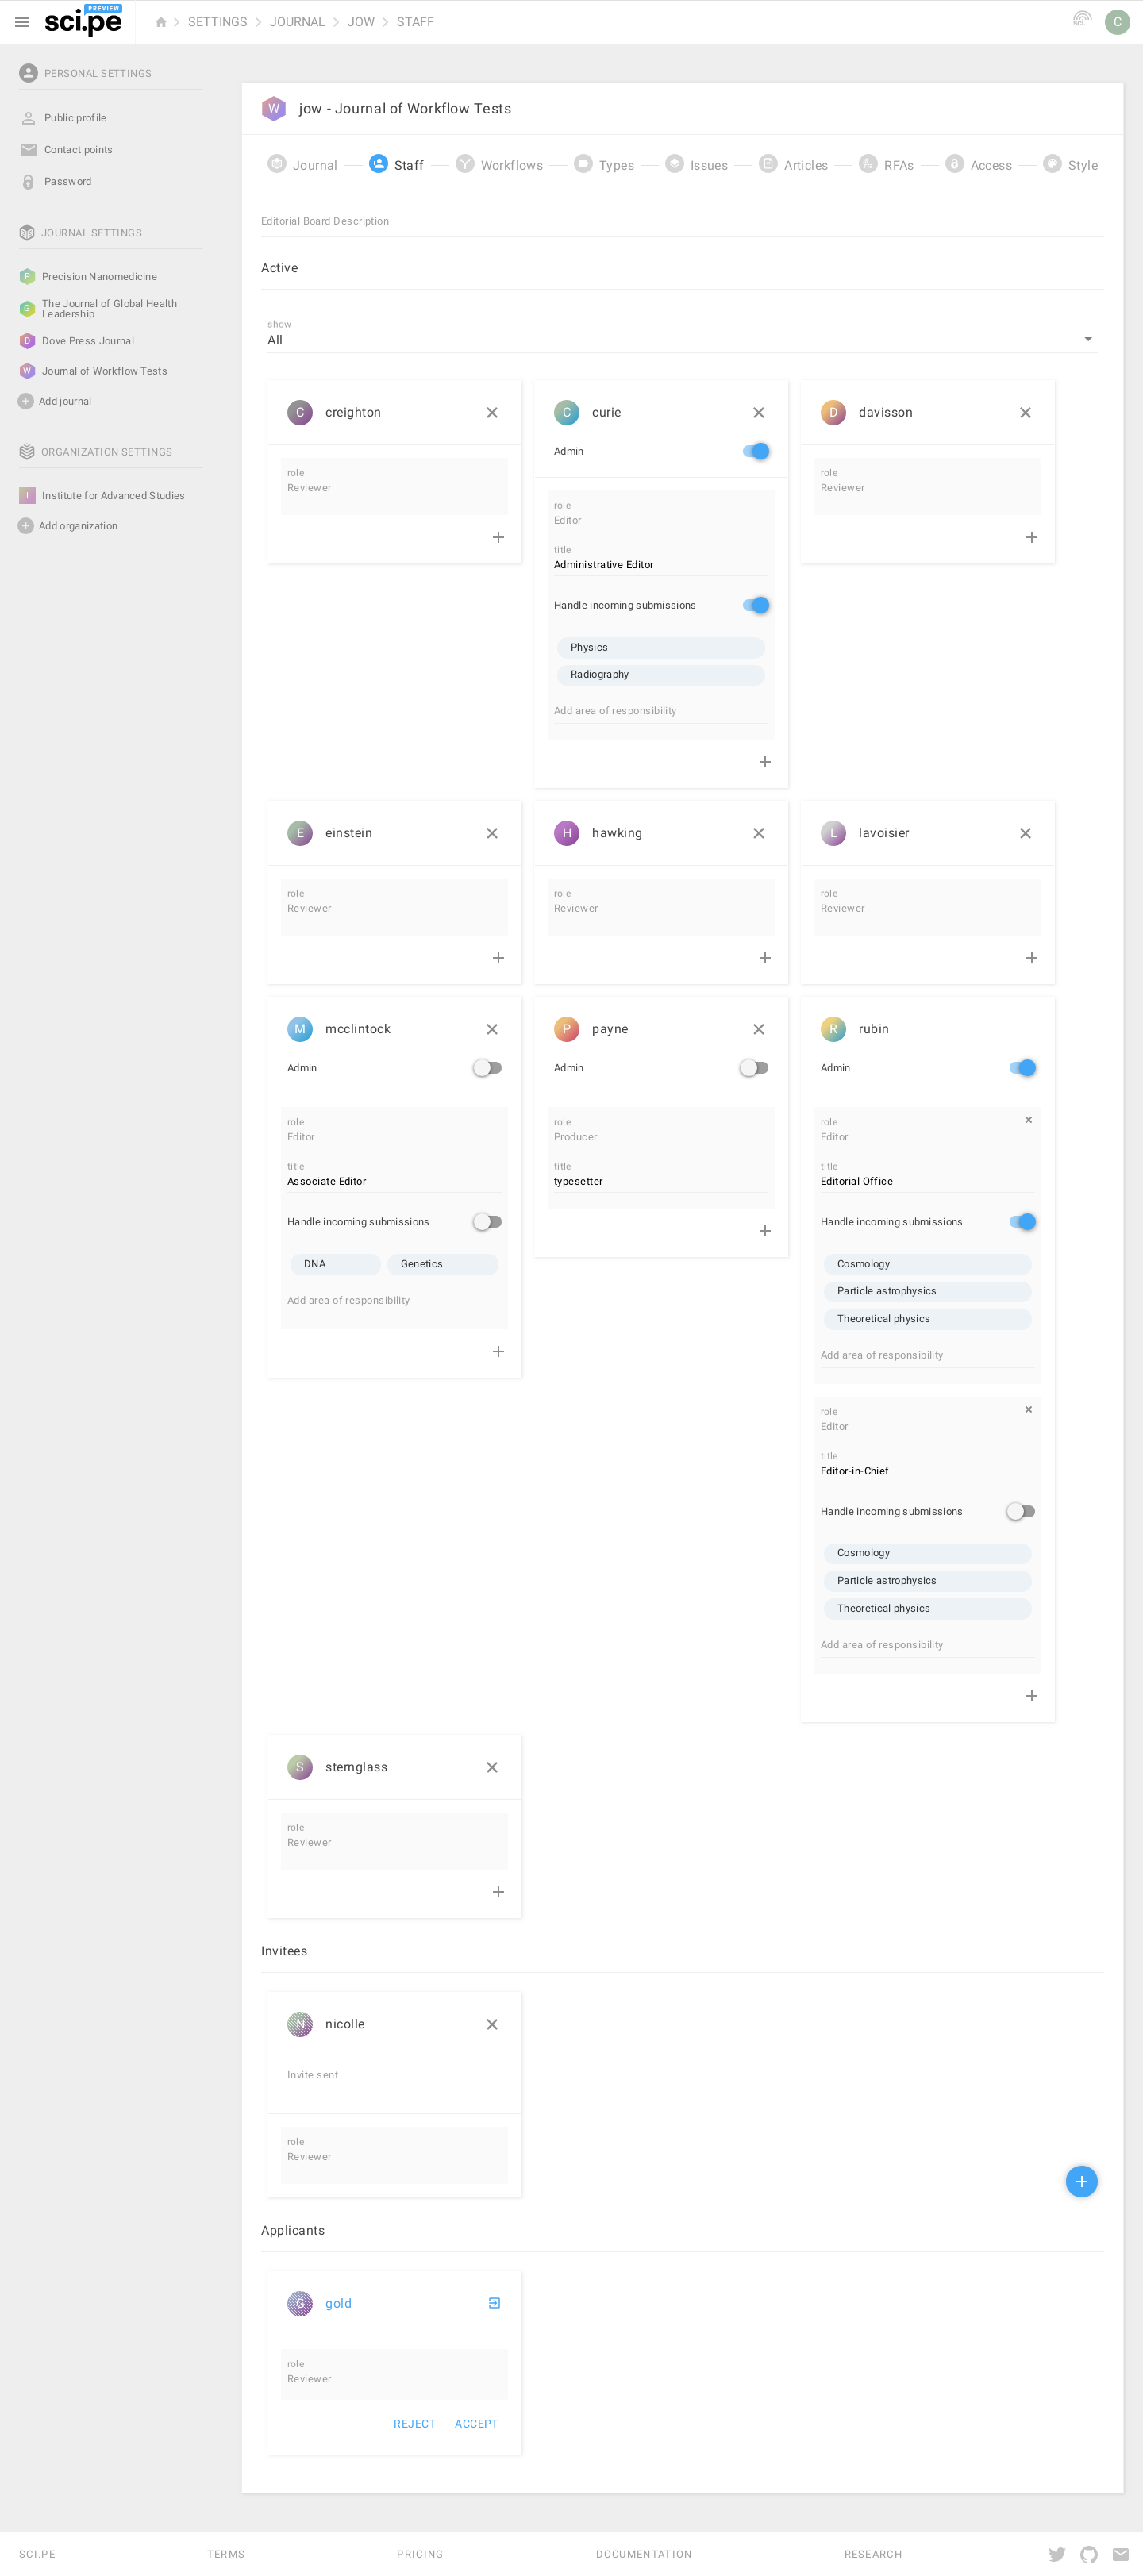 PREVIEW
sci.pe
SETTINGS
JOURNAL
JOW
STAFF
C
PERSONAL SETTINGS
Public profile
Contact points
Password
JOURNAL SETTINGS
P Precision Nanomedicine
G The Journal of Global Health
Leadership
D Dove Press Journal
W Journal of Workflow Tests
Add journal
ORGANIZATION SETTINGS
I Institute for Advanced Studies
Add organization
W jow - Journal of Workflow Tests
Journal
Staff
Workflows
Types
Issues
Articles
RFAs
Access
Style
Editorial Board Description
Active
show
All
C creighton
role
Reviewer
C curie
Admin
role
Editor
title
Administrative Editor
Handle incoming submissions
Physics
Radiography
Add area of responsibility
D davisson
role
Reviewer
E einstein
role
Reviewer
H hawking
role
Reviewer
L lavoisier
role
Reviewer
M mcclintock
Admin
role
Editor
title
Associate Editor
Handle incoming submissions
DNA
Genetics
Add area of responsibility
P payne
Admin
role
Producer
title
typesetter
R rubin
Admin
role
Editor
title
Editorial Office
Handle incoming submissions
Cosmology
Particle astrophysics
Theoretical physics
Add area of responsibility
role
Editor
title
Editor-in-Chief
Handle incoming submissions
Cosmology
Particle astrophysics
Theoretical physics
Add area of responsibility
S sternglass
role
Reviewer
Invitees
N nicolle
Invite sent
role
Reviewer
Applicants
G gold
role
Reviewer
REJECT
ACCEPT
SCI.PE
TERMS
PRICING
DOCUMENTATION
RESEARCH